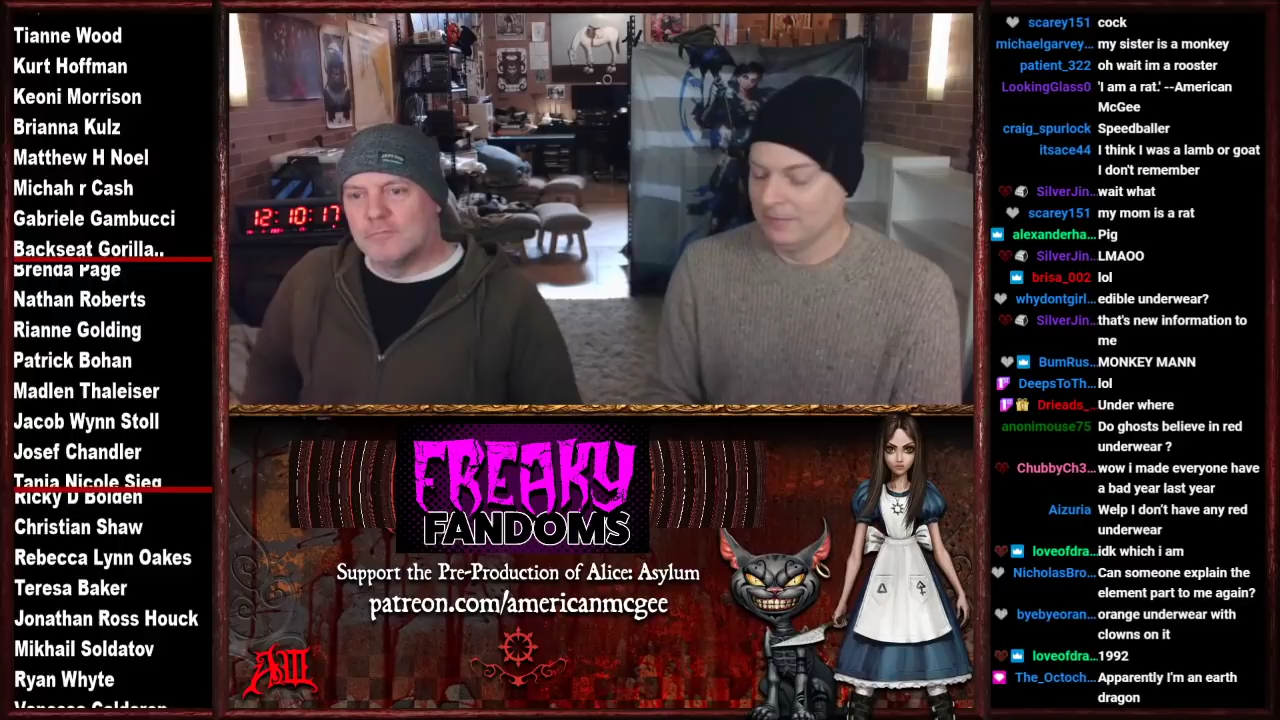 Tianne Wood
Kurt Hoffman
Keoni Morrison
Brianna Kulz
Matthew H Noel
Michah r Cash
Gabriele Gambucci
Backseat Gorilla..
Brenda Page
Nathan Roberts
Rianne Golding
Patrick Bohan
Madlen Thaleiser
Jacob Wynn Stoll
Josef Chandler
Tania Nicole Sieg
Ricky D Bolden
Christian Shaw
Rebecca Lynn Oakes
Teresa Baker
Jonathan Ross Houck
Mikhail Soldatov
Ryan Whyte
12:10:17
FREAKY
FANDOMS
Support the Pre-Production of Alice: Asylum
patreon.com/americanmcgee
scarey151 cock
michaelgarvey… my sister is a monkey
patient_322 oh wait im a rooster
LookingGlass0 'I am a rat.' --American
McGee
craig_spurlock Speedballer
itsace44 I think I was a lamb or goat
I don't remember
SilverJin… wait what
scarey151 my mom is a rat
alexanderha… Pig
SilverJin… LMAOO
brisa_002 lol
whydontgirl… edible underwear?
SilverJin… that's new information to
me
BumRus… MONKEY MANN
DeepsToTh… lol
Drieads_… Under where
anonimouse75 Do ghosts believe in red
underwear ?
ChubbyCh3… wow i made everyone have
a bad year last year
Aizuria Welp I don't have any red
underwear
loveofdra… idk which i am
NicholasBro… Can someone explain the
element part to me again?
byebyeoran… orange underwear with
clowns on it
loveofdra… 1992
The_Octoch… Apparently I'm an earth
dragon